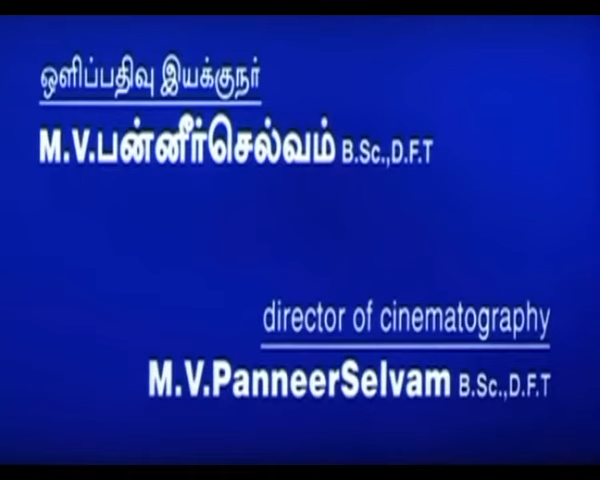 ஒளிப்பதிவு இயக்குநர்
M.V.பன்னீர்செல்வம் B.Sc.,D.F.T
director of cinematography
M.V.PanneerSelvam B.Sc.,D.F.T